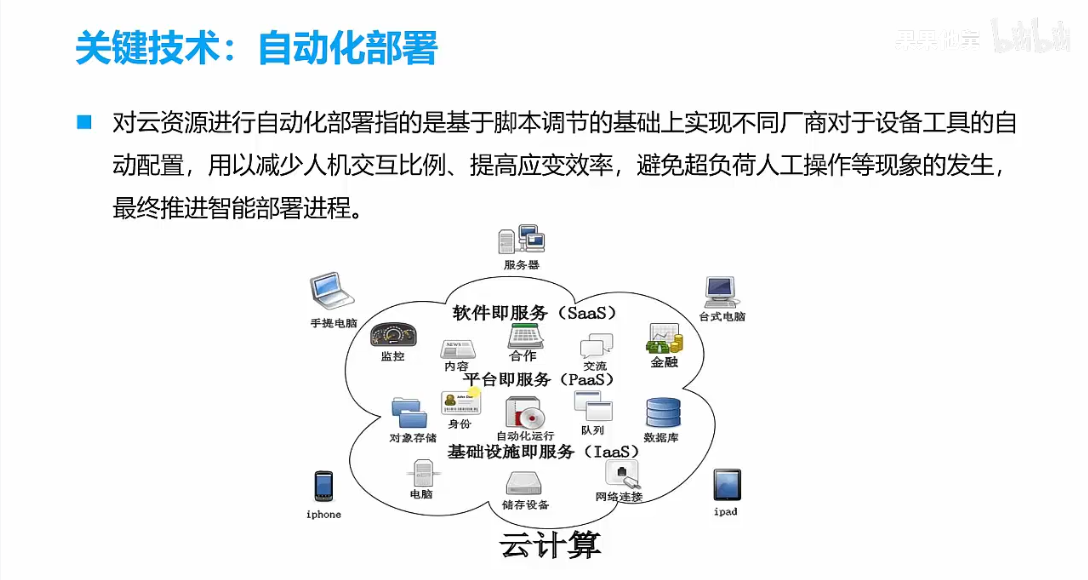 关键技术：自动化部署
对云资源进行自动化部署指的是基于脚本调节的基础上实现不同厂商对于设备工具的自
动配置，用以减少人机交互比例、提高应变效率，避免超负荷人工操作等现象的发生，
最终推进智能部署进程。
服务器
手提电脑
台式电脑
软件即服务（SaaS）
监控
内容
合作
交流
金融
平台即服务（PaaS）
对象存储
身份
自动化运行
队列
数据库
基础设施即服务（IaaS）
电脑
储存设备
网络连接
iphone
ipad
云计算